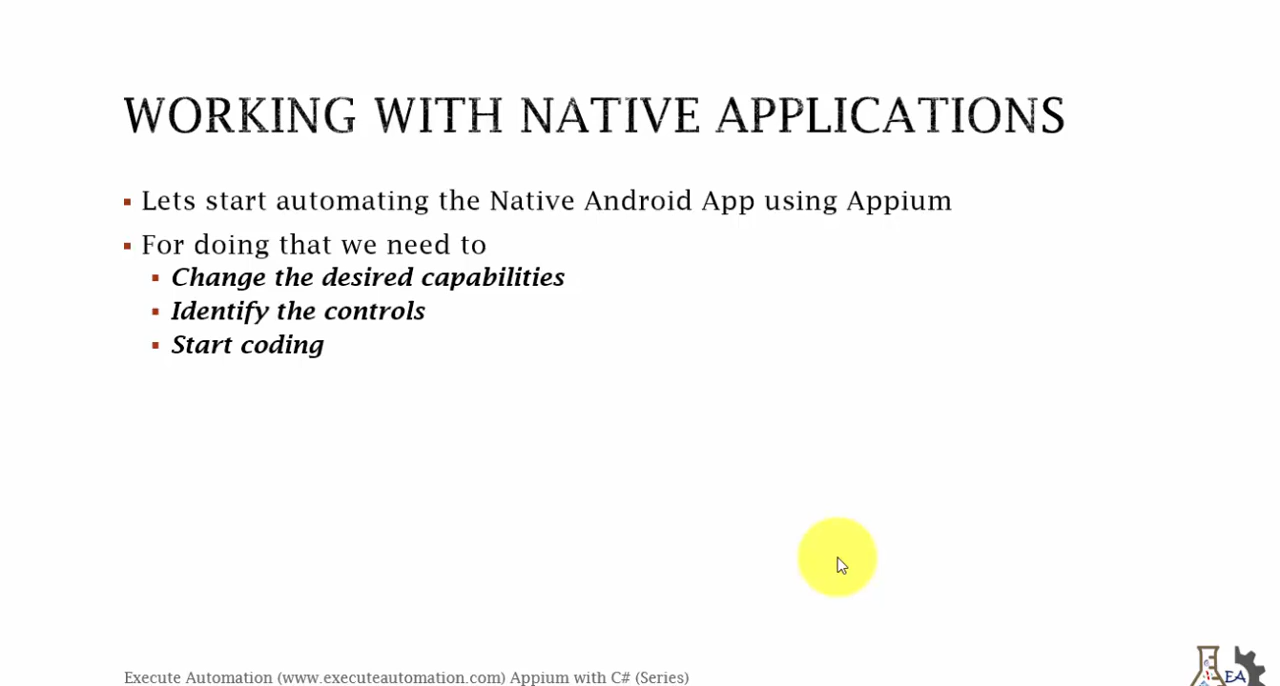 WORKING WITH NATIVE APPLICATIONS
Lets start automating the Native Android App using Appium
For doing that we need to
Change the desired capabilities
Identify the controls
Start coding
Execute Automation (www.executeautomation.com) Appium with C# (Series)
EA